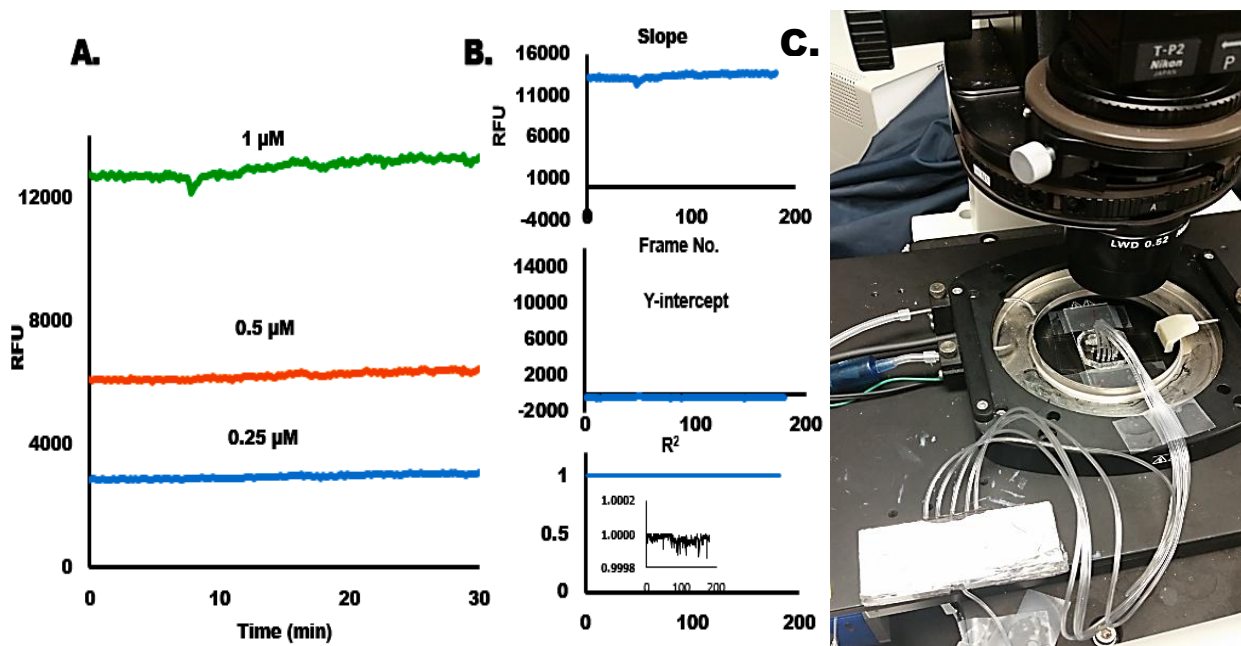 A.
1 µM
12000
0.5 µM
8000
RFU
0.25 µM
4000
0
0
10
20
30
Time (min)
B.
Slope
16000
11000
RFU
6000
1000
-4000
0
100
200
Frame No.
14000
Y-intercept
10000
6000
2000
-2000
0
100
200
R²
1
1.0002
1.0000
0.5
0.9998
0
100
200
0
0
100
200
C.
T-P2
Nikon
JAPAN
P
A
LWD 0.52